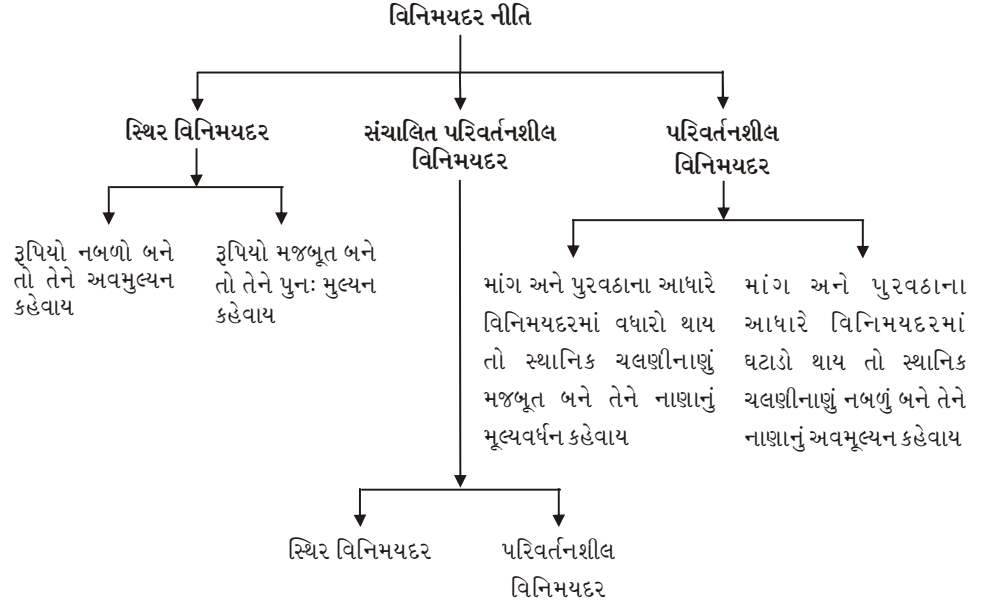 વિનિમયદર નીતિ
સ્થિર વિનિમયદર
સંચાલિત પરિવર્તનશીલ
વિનિમયદર
પરિવર્તનશીલ
વિનિમયદર
રૂપિયો નબળો બને
તો તેને અવમુલ્યન
કહેવાય
રૂપિયો મજબૂત બને
તો તેને પુનઃ મુલ્યન
કહેવાય
માંગ અને પુરવઠાના આધારે
વિનિમયદરમાં વધારો થાય
તો સ્થાનિક ચલણીનાણું
મજબૂત બને તેને નાણાનું
મૂલ્યવર્ધન કહેવાય
માંગ અને પુરવઠાના
આધારે વિનિમયદરમાં
ઘટાડો થાય તો સ્થાનિક
ચલણીનાણું નબળું બને તેને
નાણાનું અવમૂલ્યન કહેવાય
સ્થિર વિનિમયદર
પરિવર્તનશીલ
વિનિમયદર